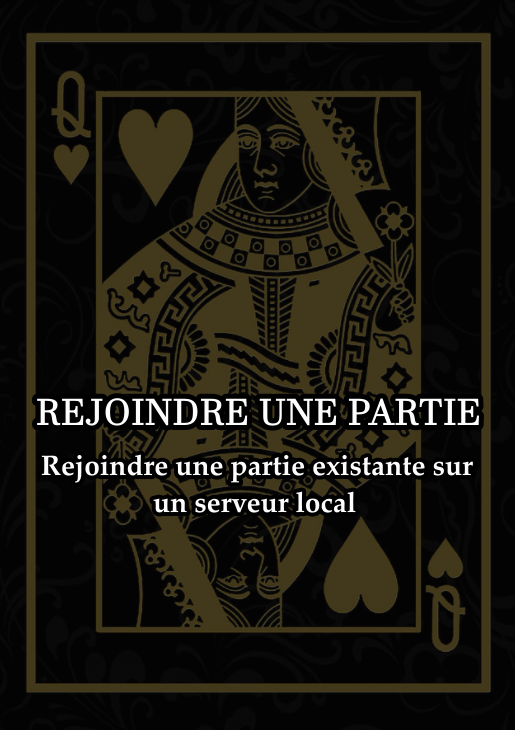 Q
REJOINDRE UNE PARTIE
Rejoindre une partie existante sur
un serveur local
Q